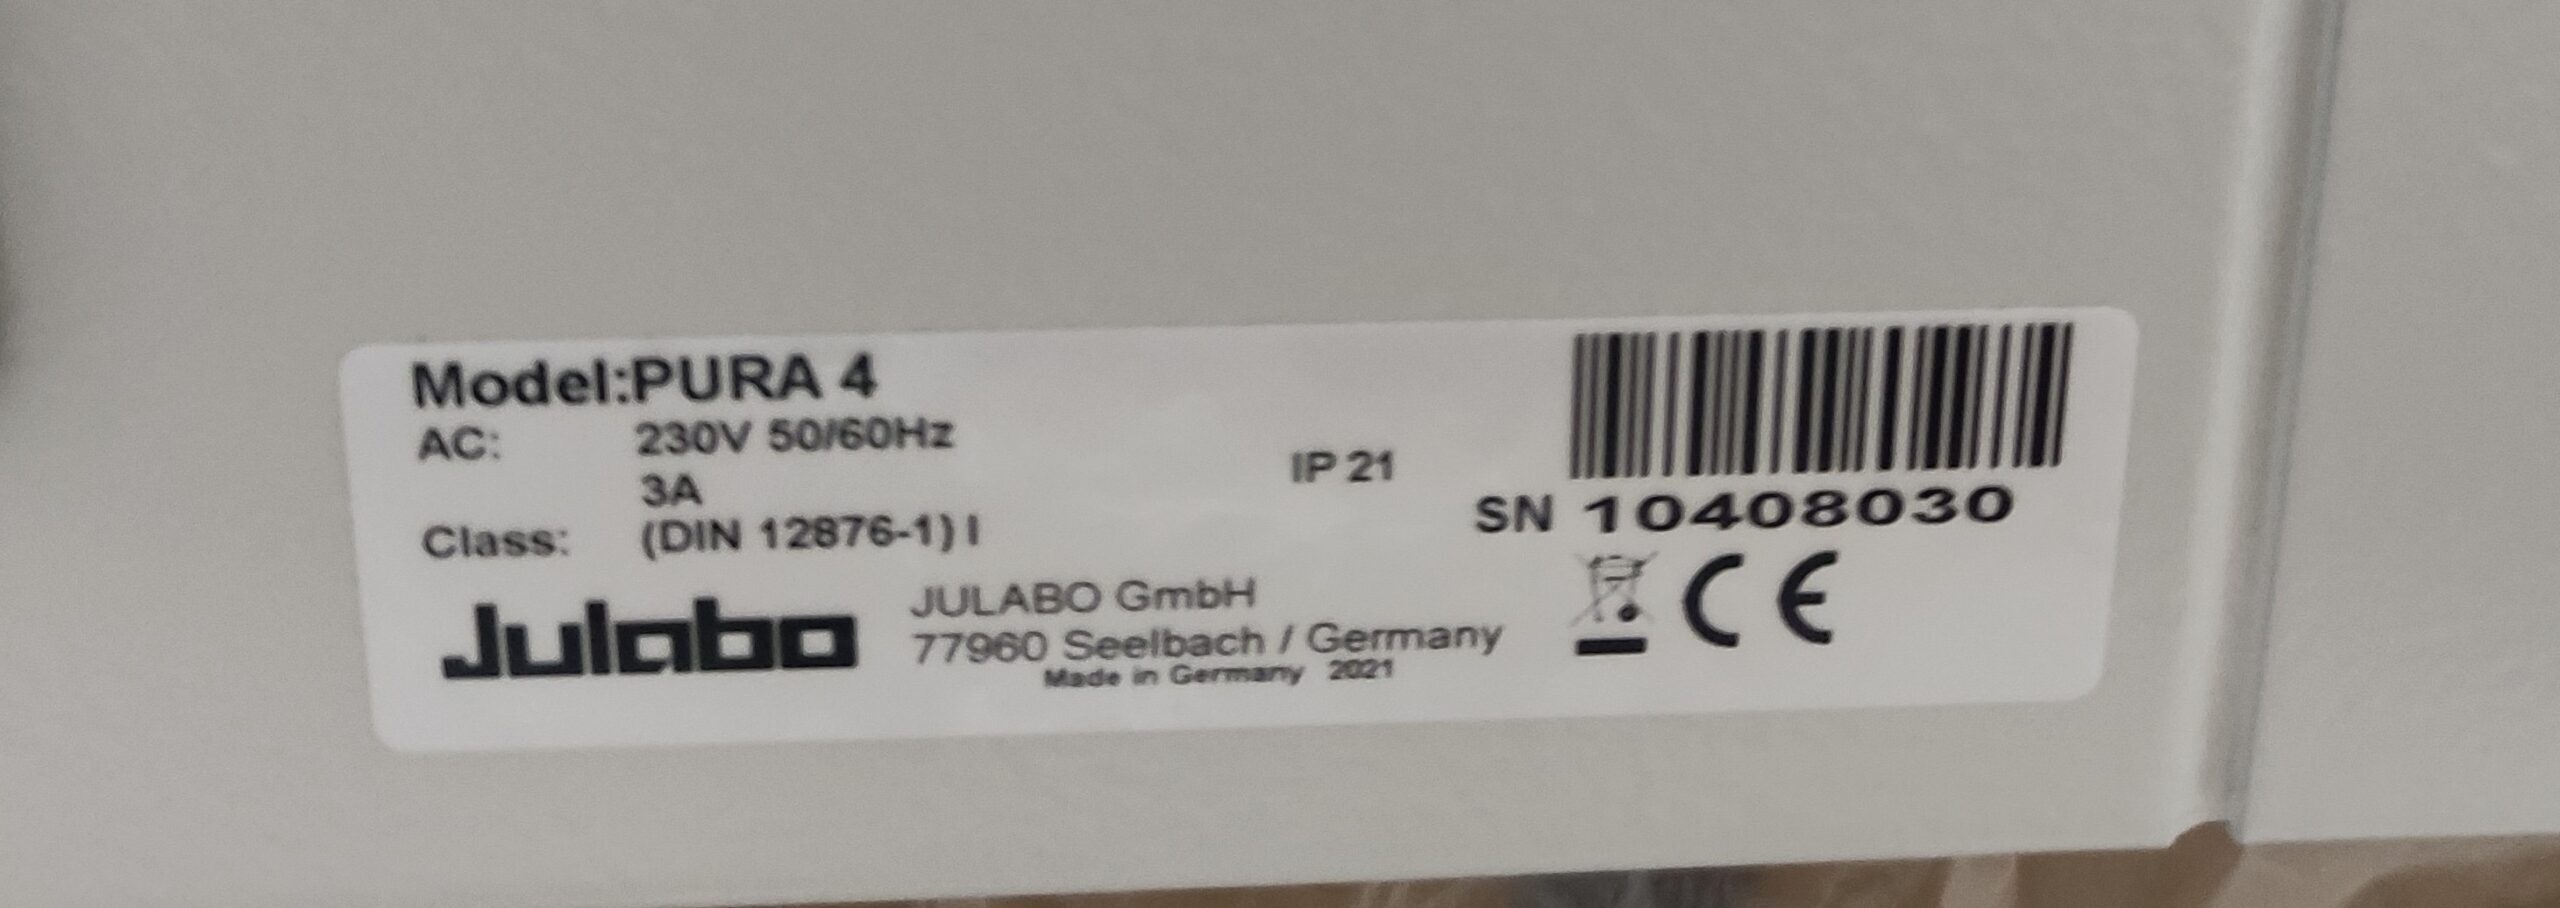 Model:PURA 4
AC: 230V 50/60Hz
3A
IP 21
Class: (DIN 12876-1) I
SN 10408030
Julabo
JULABO GmbH
77960 Seelbach / Germany
Made in Germany 2021
CE